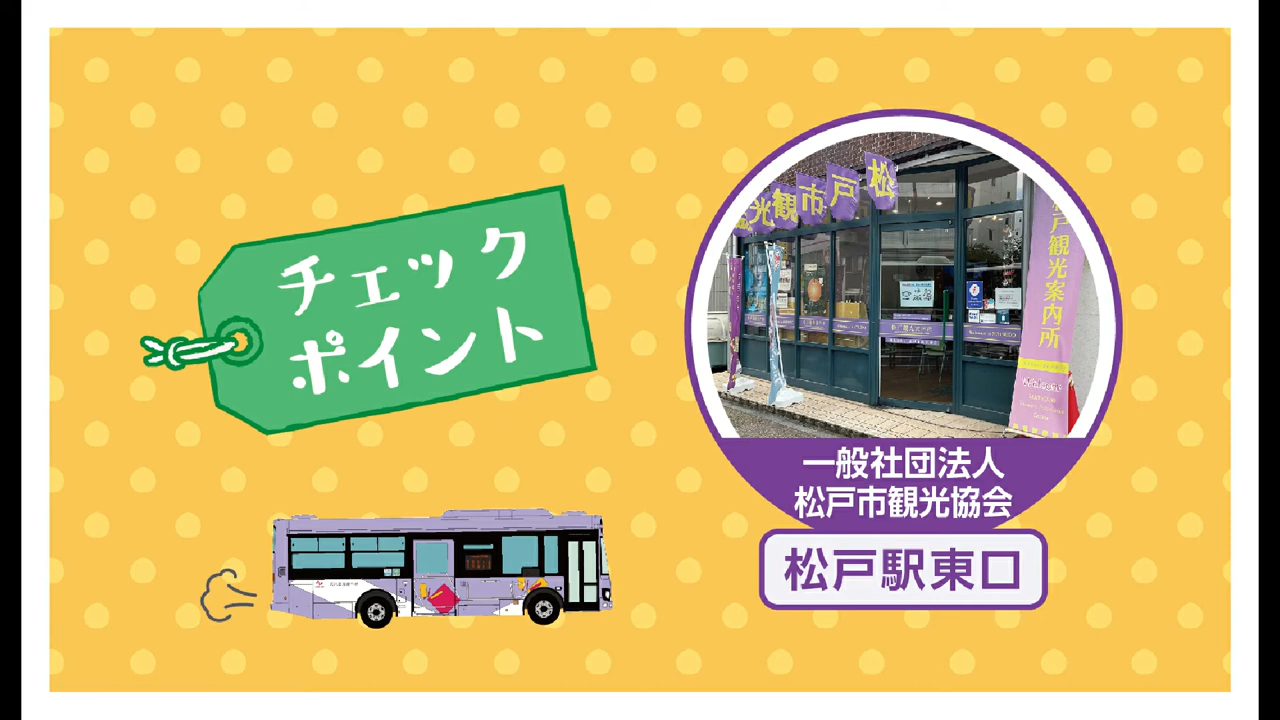 チェック
ポイント
光観市戸松
戸観光案内所
Welcome
一般社団法人
松戸市観光協会
松戸駅東口